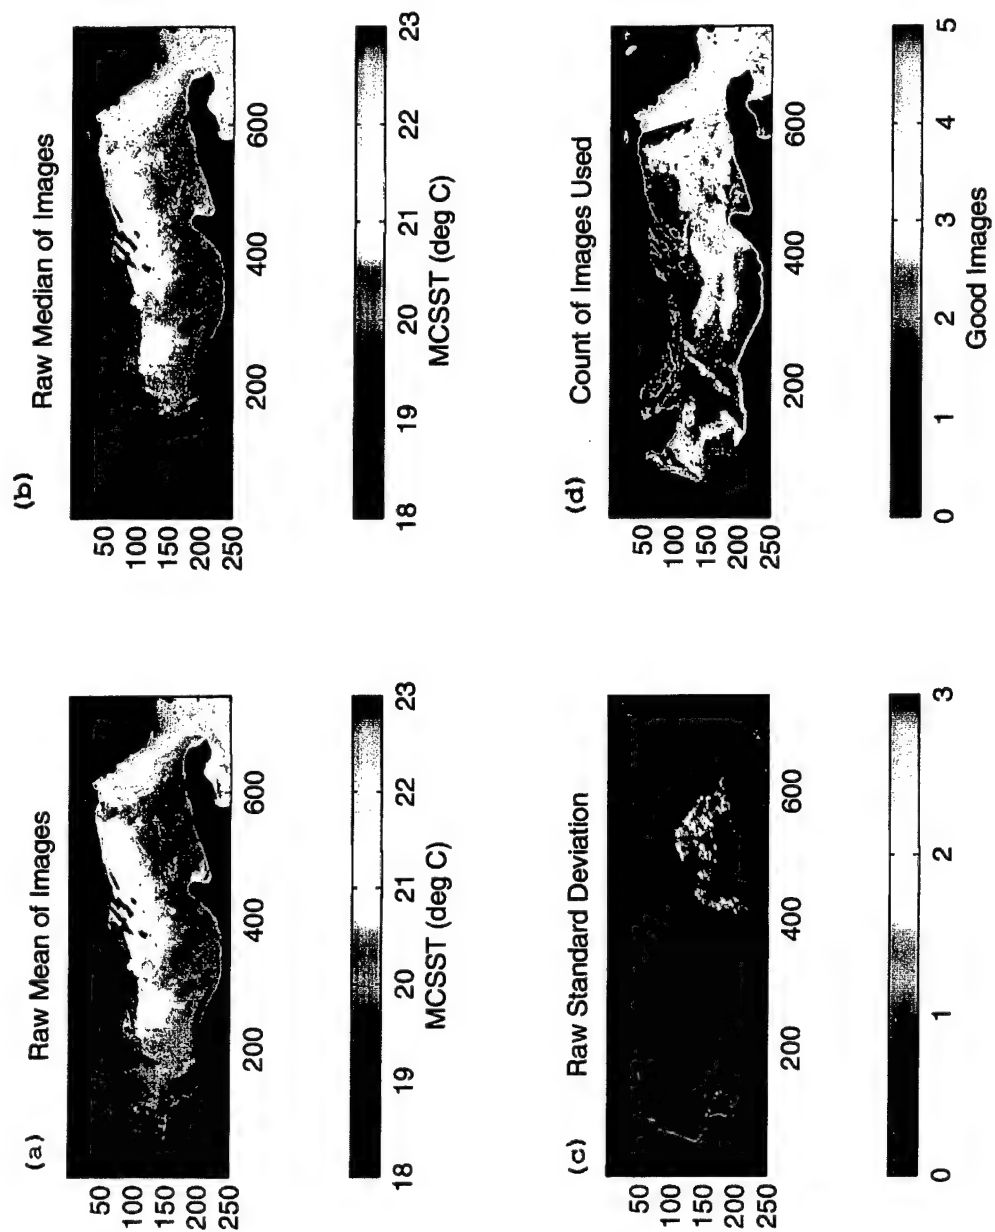 (a) Raw Mean of Images
50
100
150
200
250
200 400 600
18 19 20 21 22 23
MCSST (deg C)
(b) Raw Median of Images
50
100
150
200
250
200 400 600
18 19 20 21 22 23
MCSST (deg C)
(c) Raw Standard Deviation
50
100
150
200
250
200 400 600
0 1 2 3
(d) Count of Images Used
50
100
150
200
250
200 400 600
0 1 2 3 4 5
Good Images